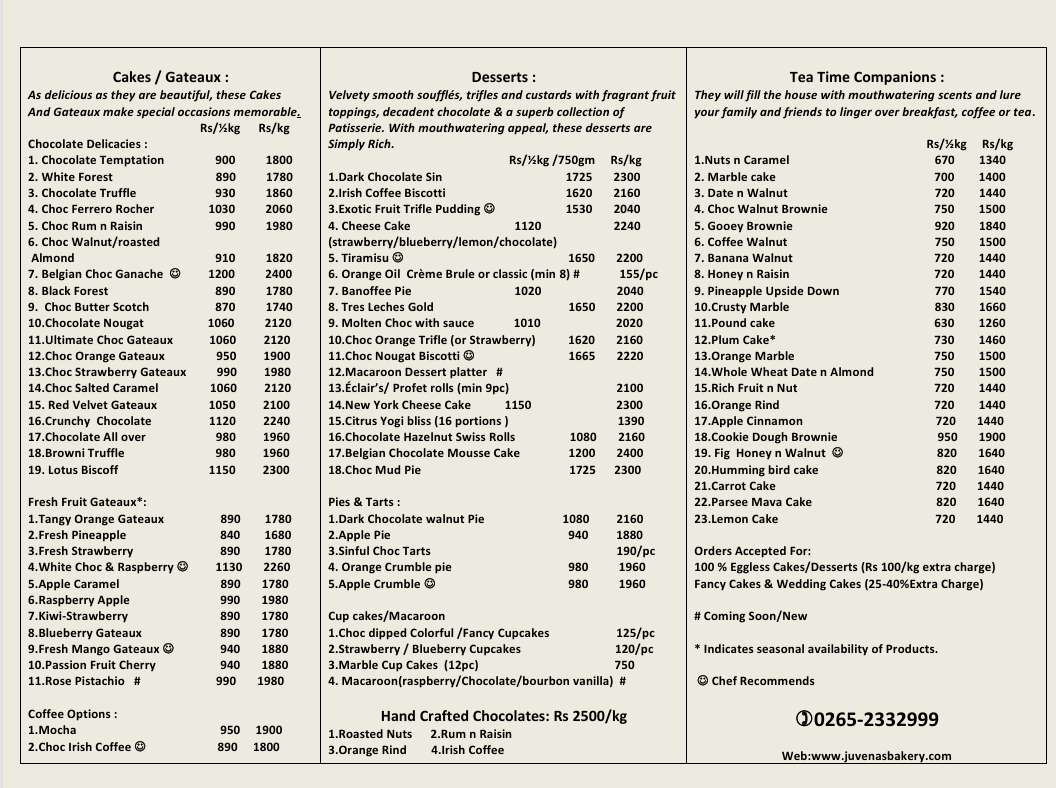 Cakes / Gateaux :
As delicious as they are beautiful, these Cakes
And Gateaux make special occasions memorable.
Rs/½kg Rs/kg
Chocolate Delicacies :
1. Chocolate Temptation 900 1800
2. White Forest 890 1780
3. Chocolate Truffle 930 1860
4. Choc Ferrero Rocher 1030 2060
5. Choc Rum n Raisin 990 1980
6. Choc Walnut/roasted
Almond 910 1820
7. Belgian Choc Ganache ☺ 1200 2400
8. Black Forest 890 1780
9. Choc Butter Scotch 870 1740
10.Chocolate Nougat 1060 2120
11.Ultimate Choc Gateaux 1060 2120
12.Choc Orange Gateaux 950 1900
13.Choc Strawberry Gateaux 990 1980
14.Choc Salted Caramel 1060 2120
15. Red Velvet Gateaux 1050 2100
16.Crunchy Chocolate 1120 2240
17.Chocolate All over 980 1960
18.Browni Truffle 980 1960
19. Lotus Biscoff 1150 2300
Fresh Fruit Gateaux*:
1.Tangy Orange Gateaux 890 1780
2.Fresh Pineapple 840 1680
3.Fresh Strawberry 890 1780
4.White Choc & Raspberry ☺ 1130 2260
5.Apple Caramel 890 1780
6.Raspberry Apple 990 1980
7.Kiwi-Strawberry 890 1780
8.Blueberry Gateaux 890 1780
9.Fresh Mango Gateaux ☺ 940 1880
10.Passion Fruit Cherry 940 1880
11.Rose Pistachio # 990 1980
Coffee Options :
1.Mocha 950 1900
2.Choc Irish Coffee ☺ 890 1800
Desserts :
Velvety smooth soufflés, trifles and custards with fragrant fruit
toppings, decadent chocolate & a superb collection of
Patisserie. With mouthwatering appeal, these desserts are
Simply Rich.
Rs/½kg /750gm Rs/kg
1.Dark Chocolate Sin 1725 2300
2.Irish Coffee Biscotti 1620 2160
3.Exotic Fruit Trifle Pudding ☺ 1530 2040
4. Cheese Cake 1120 2240
(strawberry/blueberry/lemon/chocolate)
5. Tiramisu ☺ 1650 2200
6. Orange Oil Crème Brule or classic (min 8) # 155/pc
7. Banoffee Pie 1020 2040
8. Tres Leches Gold 1650 2200
9. Molten Choc with sauce 1010 2020
10.Choc Orange Trifle (or Strawberry) 1620 2160
11.Choc Nougat Biscotti ☺ 1665 2220
12.Macaroon Dessert platter #
13.Éclair’s/ Profet rolls (min 9pc) 2100
14.New York Cheese Cake 1150 2300
15.Citrus Yogi bliss (16 portions ) 1390
16.Chocolate Hazelnut Swiss Rolls 1080 2160
17.Belgian Chocolate Mousse Cake 1200 2400
18.Choc Mud Pie 1725 2300
Pies & Tarts :
1.Dark Chocolate walnut Pie 1080 2160
2.Apple Pie 940 1880
3.Sinful Choc Tarts 190/pc
4. Orange Crumble pie 980 1960
5.Apple Crumble ☺ 980 1960
Cup cakes/Macaroon
1.Choc dipped Colorful /Fancy Cupcakes 125/pc
2.Strawberry / Blueberry Cupcakes 120/pc
3.Marble Cup Cakes (12pc) 750
4. Macaroon(raspberry/Chocolate/bourbon vanilla) #
Hand Crafted Chocolates: Rs 2500/kg
1.Roasted Nuts 2.Rum n Raisin
3.Orange Rind 4.Irish Coffee
Tea Time Companions :
They will fill the house with mouthwatering scents and lure
your family and friends to linger over breakfast, coffee or tea.
Rs/½kg Rs/kg
1.Nuts n Caramel 670 1340
2. Marble cake 700 1400
3. Date n Walnut 720 1440
4. Choc Walnut Brownie 750 1500
5. Gooey Brownie 920 1840
6. Coffee Walnut 750 1500
7. Banana Walnut 720 1440
8. Honey n Raisin 720 1440
9. Pineapple Upside Down 770 1540
10.Crusty Marble 830 1660
11.Pound cake 630 1260
12.Plum Cake* 730 1460
13.Orange Marble 750 1500
14.Whole Wheat Date n Almond 750 1500
15.Rich Fruit n Nut 720 1440
16.Orange Rind 720 1440
17.Apple Cinnamon 720 1440
18.Cookie Dough Brownie 950 1900
19. Fig Honey n Walnut ☺ 820 1640
20.Humming bird cake 820 1640
21.Carrot Cake 720 1440
22.Parsee Mava Cake 820 1640
23.Lemon Cake 720 1440
Orders Accepted For:
100 % Eggless Cakes/Desserts (Rs 100/kg extra charge)
Fancy Cakes & Wedding Cakes (25-40%Extra Charge)
# Coming Soon/New
* Indicates seasonal availability of Products.
☺ Chef Recommends
✆0265-2332999
Web:www.juvenasbakery.com